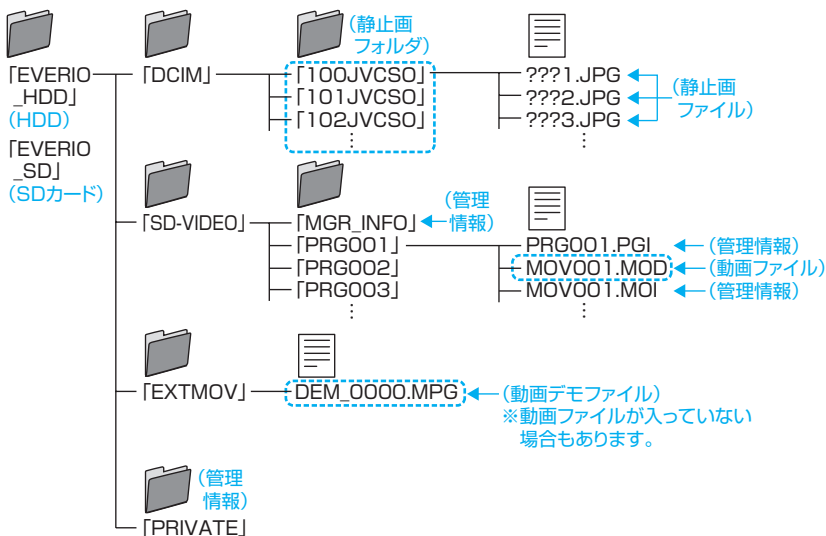 (静止画
フォルダ)
「EVERIO
_HDD」
(HDD)
「EVERIO
_SD」
(SDカード)
「DCIM」
「100JVCSO」
「101JVCSO」
「102JVCSO」
⋮
???1.JPG
???2.JPG
???3.JPG
⋮
(静止画
ファイル)
「SD-VIDEO」
「MGR_INFO」
(管理
情報)
「PRG001」
「PRG002」
「PRG003」
⋮
PRG001.PGI
(管理情報)
MOV001.MOD
(動画ファイル)
MOV001.MOI
(管理情報)
⋮
「EXTMOV」
DEM_0000.MPG
(動画デモファイル)
※動画ファイルが入っていない
場合もあります。
(管理
情報)
「PRIVATE」